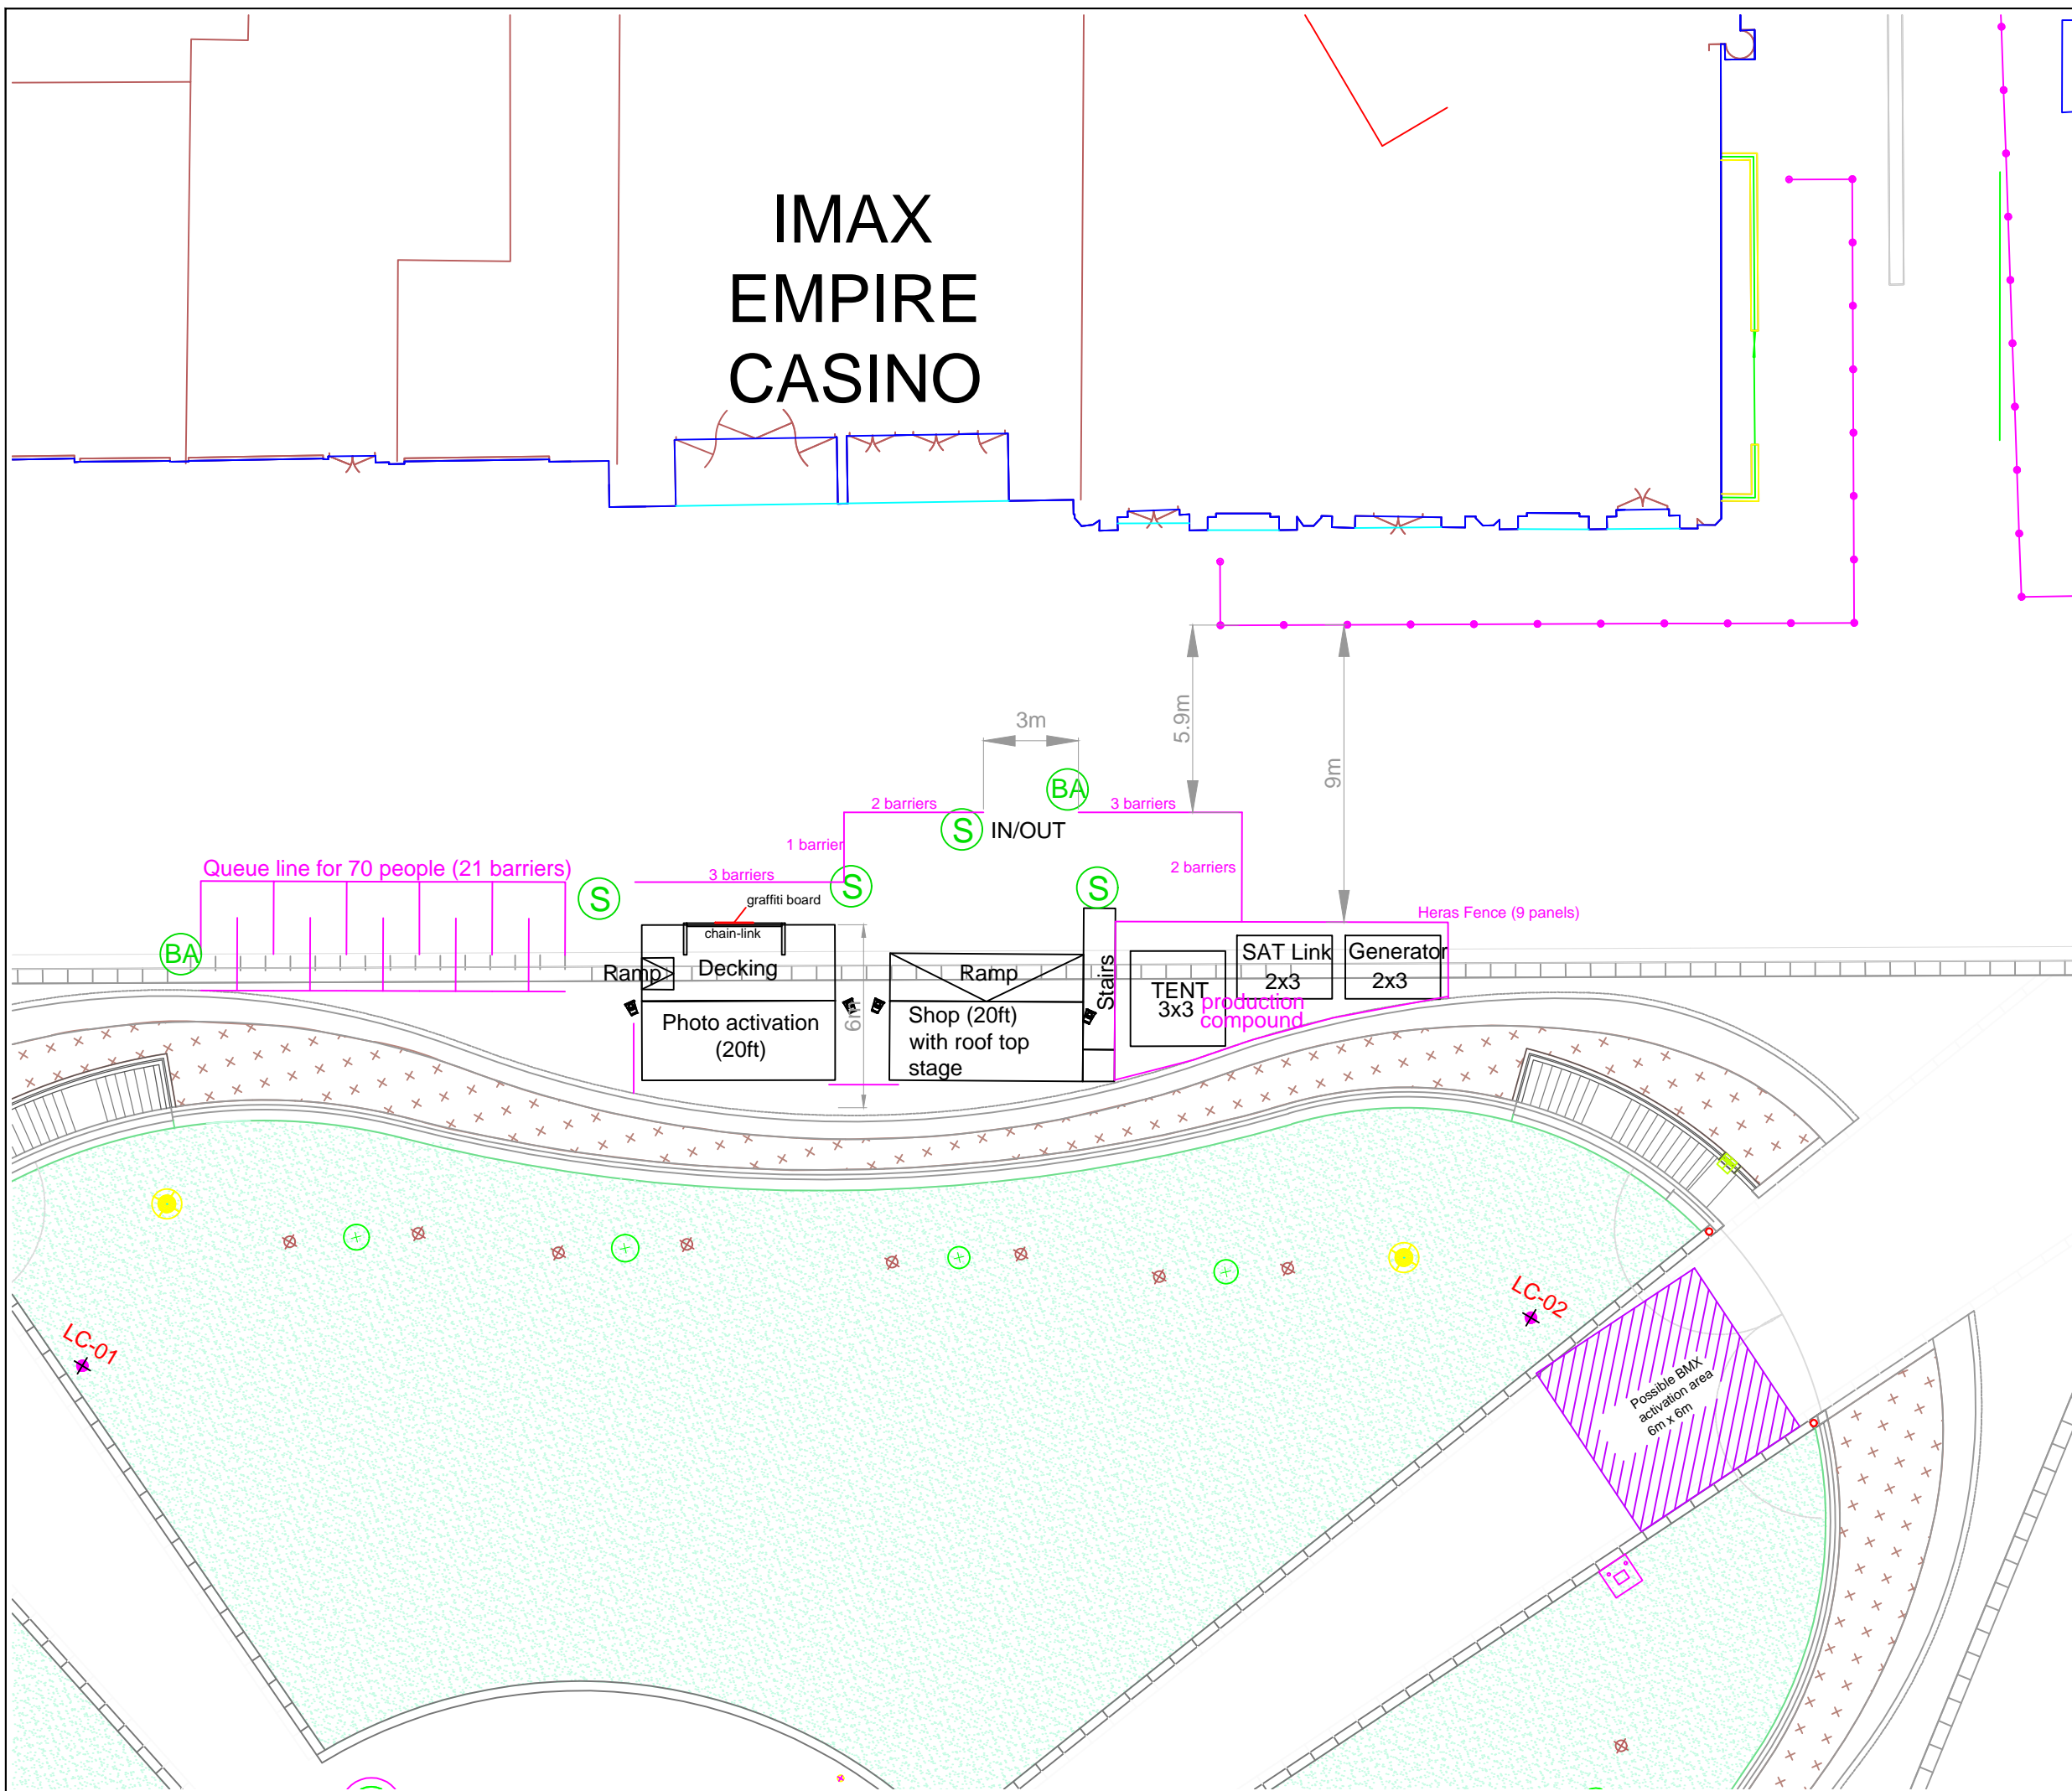 IMAX
EMPIRE
CASINO
3m
5.9m
9m
BA
2 barriers
3 barriers
S
IN/OUT
1 barrier
2 barriers
Queue line for 70 people (21 barriers)
3 barriers
S
S
S
graffiti board
Heras Fence (9 panels)
chain-link
BA
Ramp
Decking
Ramp
Stairs
SAT Link
2x3
Generator
2x3
TENT
3x3
production
compound
6m
Photo activation
(20ft)
Shop (20ft)
with roof top
stage
LC-01
LC-02
Possible BMX
activation area
6m x 6m